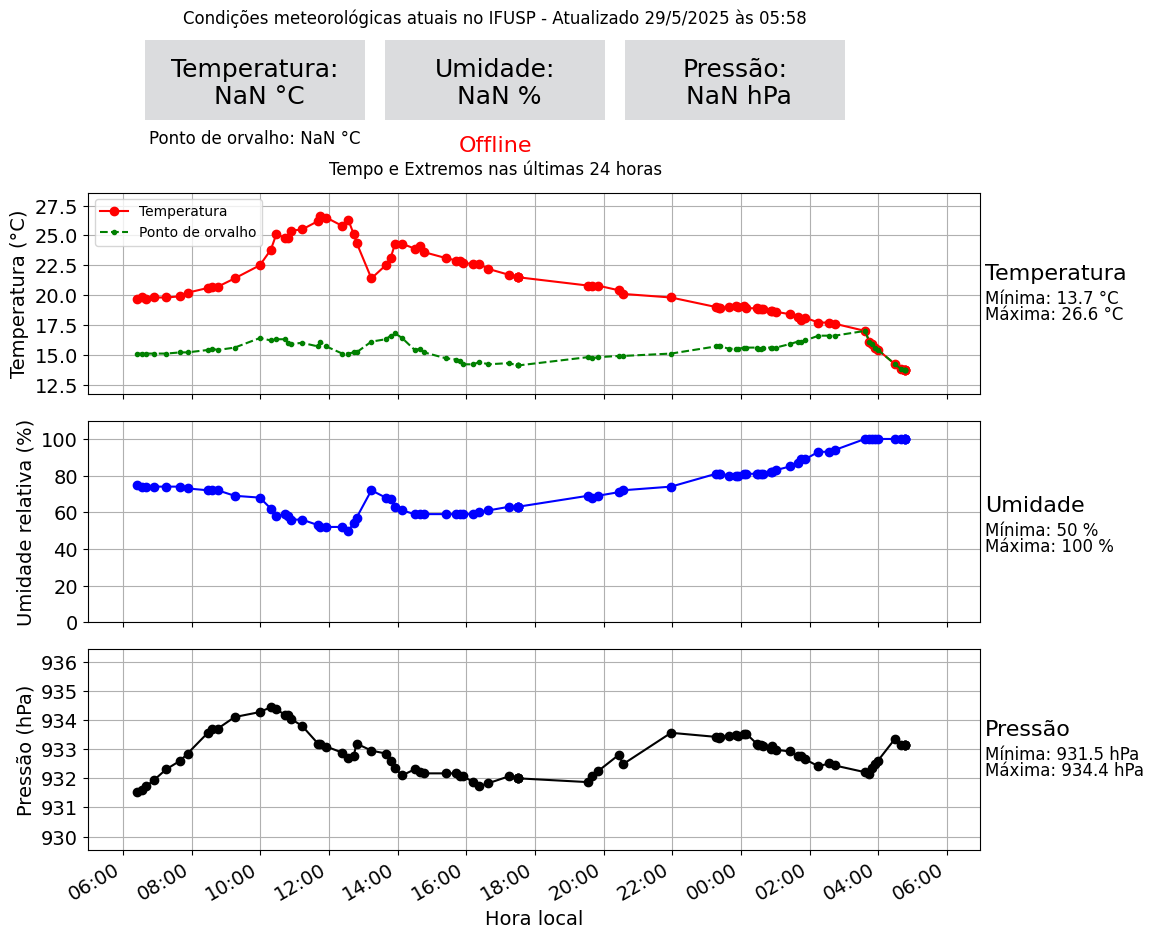 Condições meteorológicas atuais no IFUSP - Atualizado 29/5/2025 às 05:58
Temperatura:
NaN °C
Umidade:
NaN %
Pressão:
NaN hPa
Ponto de orvalho: NaN °C
Offline
Tempo e Extremos nas últimas 24 horas
Temperatura (°C)
27.5
25.0
22.5
20.0
17.5
15.0
12.5
Temperatura
Ponto de orvalho
Temperatura
Mínima: 13.7 °C
Máxima: 26.6 °C
Umidade relativa (%)
100
80
60
40
20
0
Umidade
Mínima: 50 %
Máxima: 100 %
Pressão (hPa)
936
935
934
933
932
931
930
Pressão
Mínima: 931.5 hPa
Máxima: 934.4 hPa
06:00
08:00
10:00
12:00
14:00
16:00
18:00
20:00
22:00
00:00
02:00
04:00
06:00
Hora local